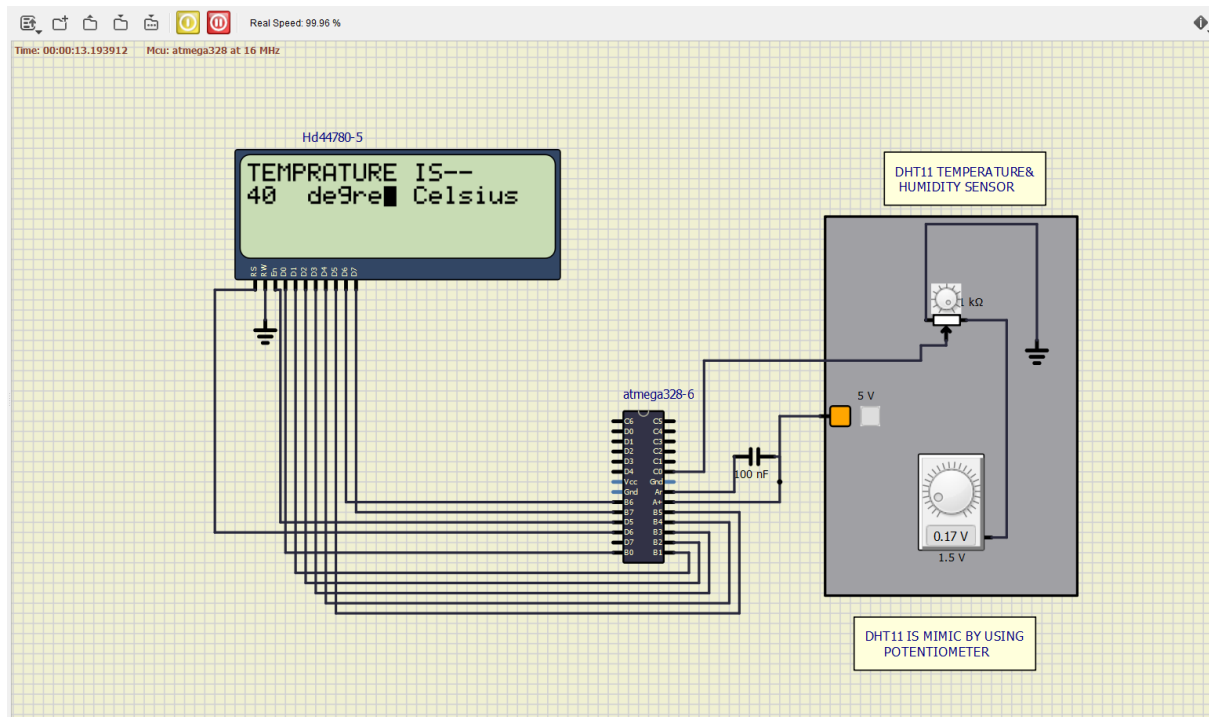 Real Speed: 99.96 %
Time: 00:00:13.193912 Mcu: atmega328 at 16 MHz
Hd44780-5
TEMPRATURE IS--
40 degre█ Celsius
RS RW En D0 D1 D2 D3 D4 D5 D6 D7
DHT11 TEMPERATURE&
HUMIDITY SENSOR
1 kΩ
5 V
atmega328-6
C6 C5
D0 C4
D1 C3
D2 C2
D3 C1
D4 C0
Vcc Gnd
Gnd Ar
B6 A+
B7 B5
D5 B4
D6 B3
D7 B2
B0 B1
100 nF
0.17 V
1.5 V
DHT11 IS MIMIC BY USING
POTENTIOMETER